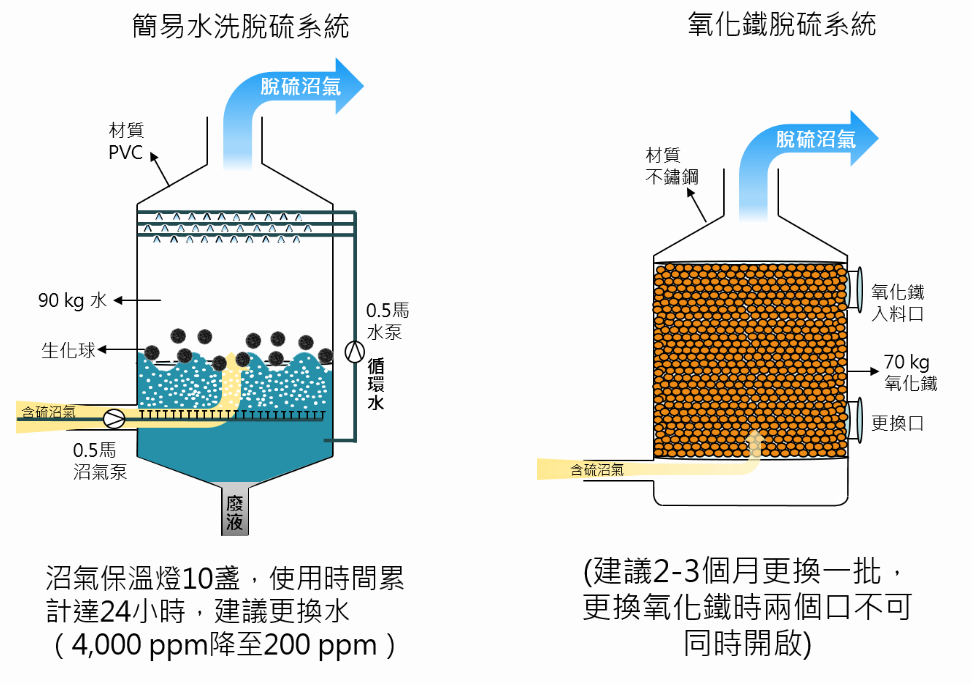 簡易水洗脫硫系統
脫硫沼氣
材質
PVC
90 kg 水
生化球
含硫沼氣
0.5馬
沼氣泵
0.5馬
水泵
循環水
廢液
沼氣保溫燈10盞，使用時間累
計達24小時，建議更換水
（4,000 ppm降至200 ppm）
氧化鐵脫硫系統
脫硫沼氣
材質
不鏽鋼
氧化鐵
入料口
70 kg
氧化鐵
更換口
含硫沼氣
(建議2-3個月更換一批，
更換氧化鐵時兩個口不可
同時開啟)